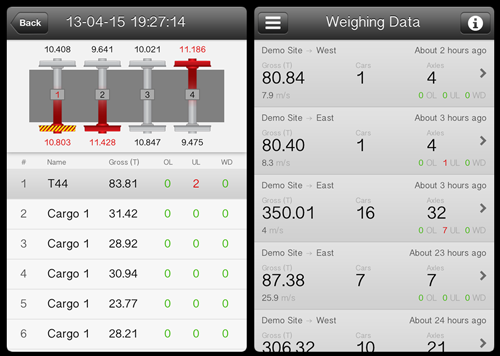 Back 13-04-15 19:27:14
10.408 9.641 10.021 11.186
1 2 3 4
10.803 11.428 10.847 9.475
# Name Gross (T) OL UL WD
1 T44 83.81 0 2 0
2 Cargo 1 31.42 0 0 0
3 Cargo 1 28.92 0 0 0
4 Cargo 1 30.94 0 0 0
5 Cargo 1 23.77 0 0 0
6 Cargo 1 28.21 0 0 0
Weighing Data i
Demo Site → West About 2 hours ago
Gross (T) Cars Axles
80.84 1 4
7.9 m/s 0 OL 0 UL 0 WD
Demo Site → East About 3 hours ago
Gross (T) Cars Axles
80.40 1 4
8.3 m/s 0 OL 1 UL 0 WD
Demo Site → East About 3 hours ago
Gross (T) Cars Axles
350.01 16 32
4 m/s 0 OL 7 UL 0 WD
Demo Site → East About 23 hours ago
Gross (T) Cars Axles
87.38 7 7
25.9 m/s 0 OL 0 UL 0 WD
Demo Site → West About 24 hours ago
Gross (T) Cars Axles
306.32 10 21